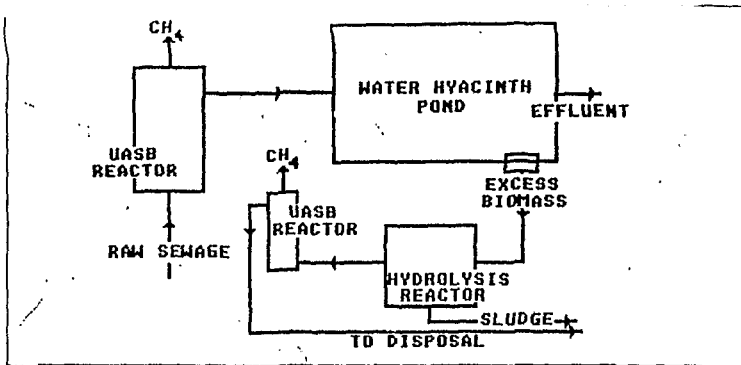 CH4
WATER HYACINTH
POND
EFFLUENT
UASB
REACTOR
CH4
EXCESS
BIOMASS
UASB
REACTOR
RAW SEWAGE
HYDROLYSIS
REACTOR
SLUDGE
TO DISPOSAL